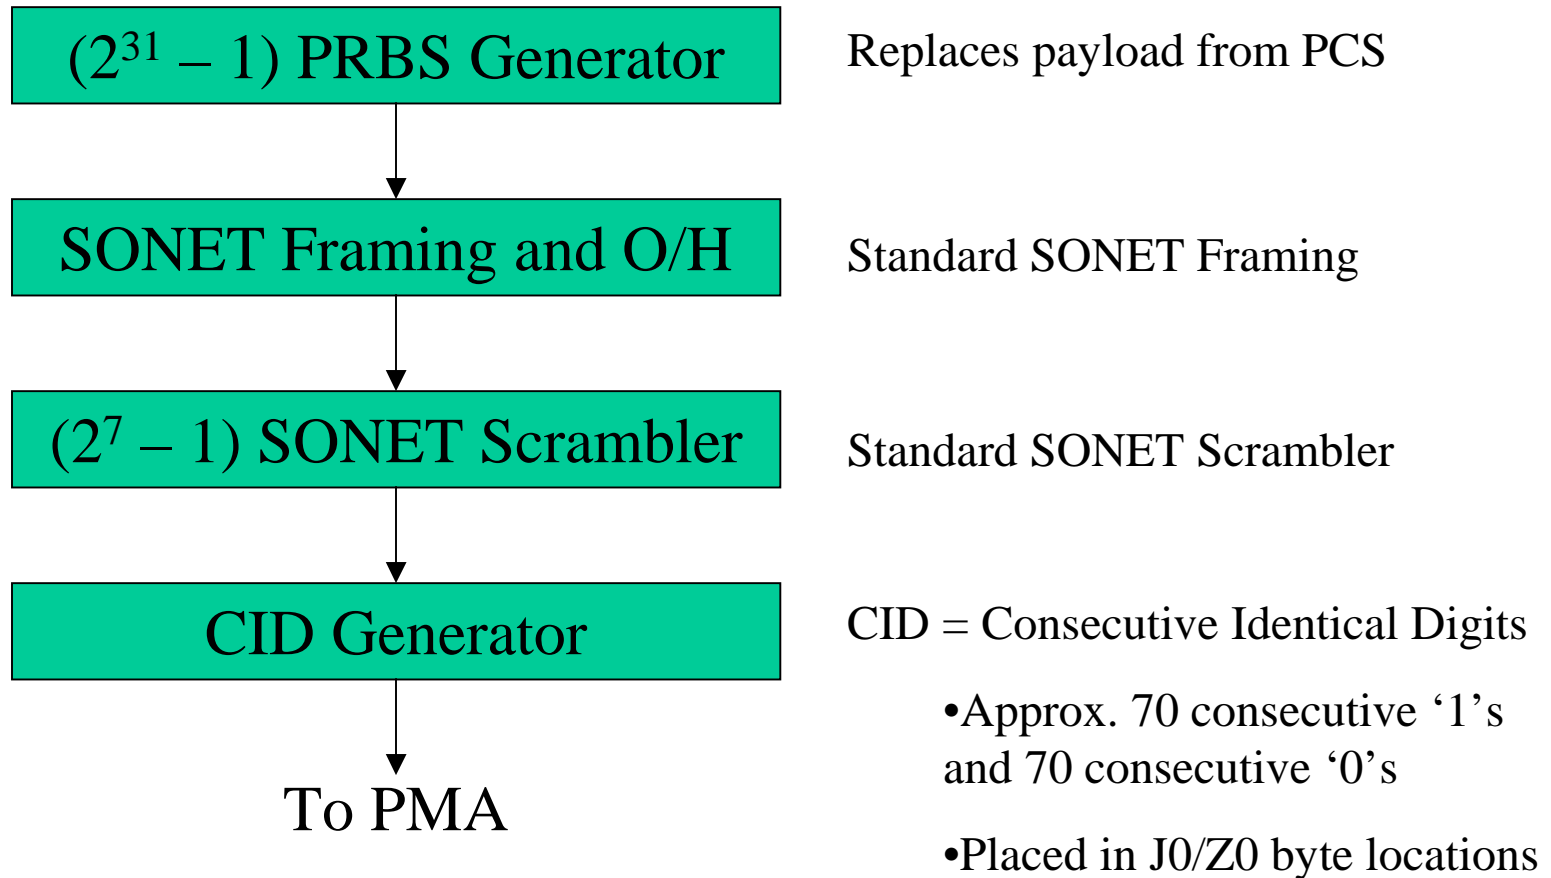 (2³¹ – 1) PRBS Generator
Replaces payload from PCS
SONET Framing and O/H
Standard SONET Framing
(2⁷ – 1) SONET Scrambler
Standard SONET Scrambler
CID Generator
CID = Consecutive Identical Digits
•Approx. 70 consecutive ‘1’s
and 70 consecutive ‘0’s
To PMA
•Placed in J0/Z0 byte locations